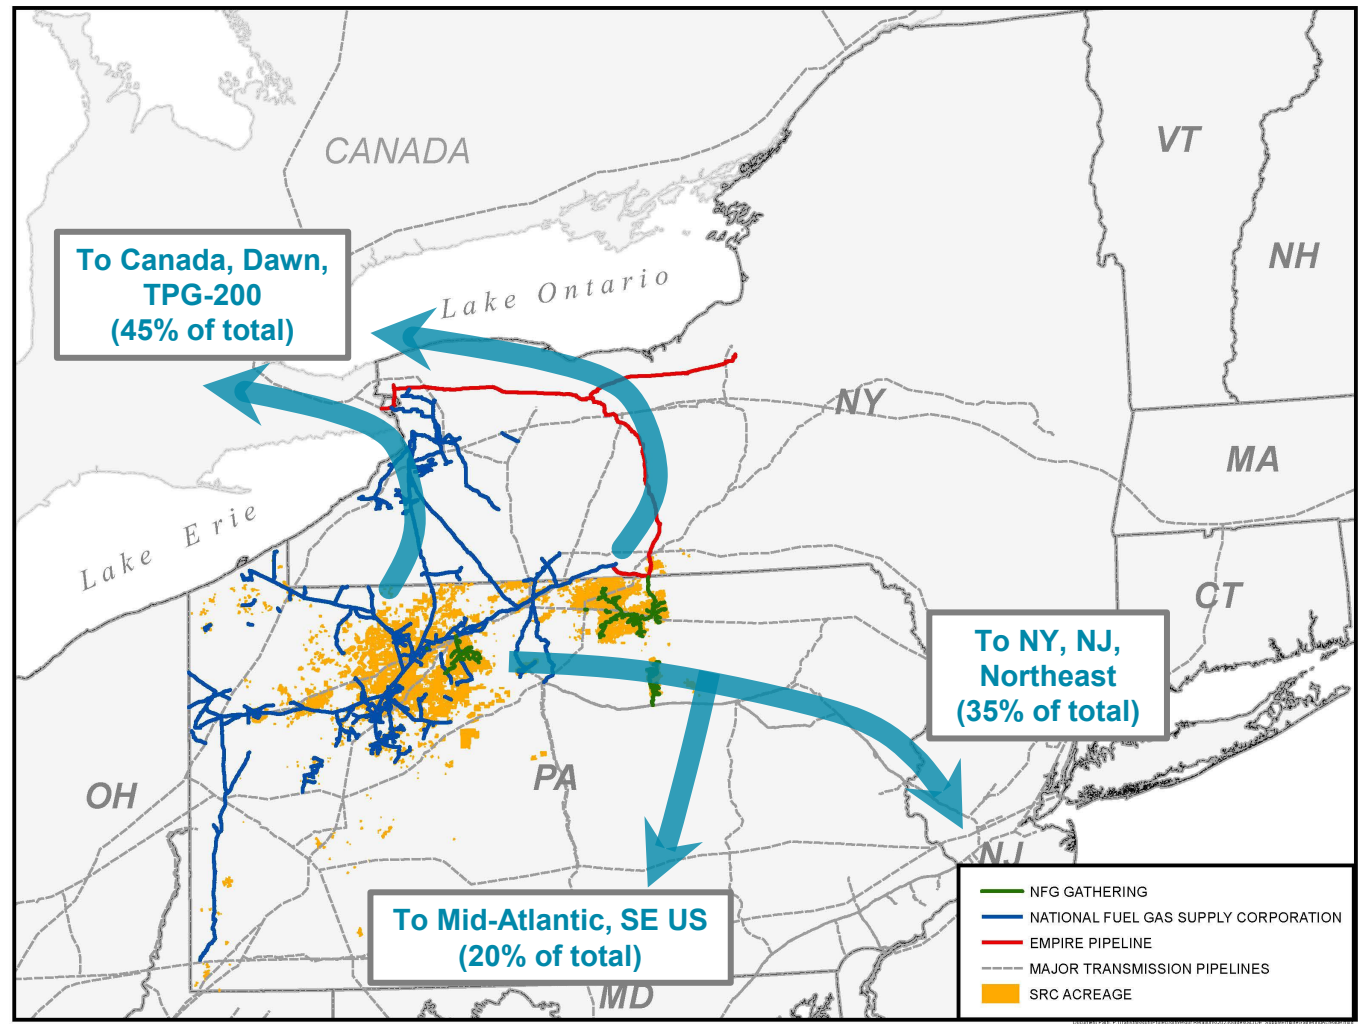 CANADA
VT
NH
To Canada, Dawn,
TPG-200
(45% of total)
Lake Ontario
NY
MA
Lake Erie
CT
To NY, NJ,
Northeast
(35% of total)
OH
PA
NJ
To Mid-Atlantic, SE US
(20% of total)
MD
NFG GATHERING
NATIONAL FUEL GAS SUPPLY CORPORATION
EMPIRE PIPELINE
MAJOR TRANSMISSION PIPELINES
SRC ACREAGE